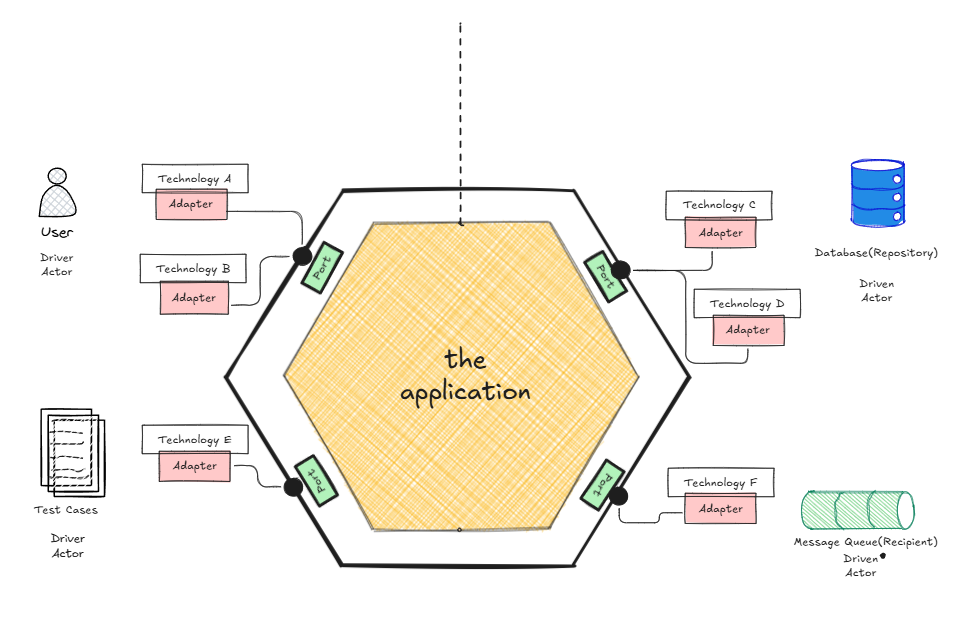 User
Driver
Actor
Technology A
Adapter
Technology B
Adapter
Port
Technology E
Adapter
Port
Test Cases
Driver
Actor
the
application
Port
Technology C
Adapter
Technology D
Adapter
Port
Technology F
Adapter
Database(Repository)
Driven
Actor
Message Queue(Recipient)
Driven
Actor